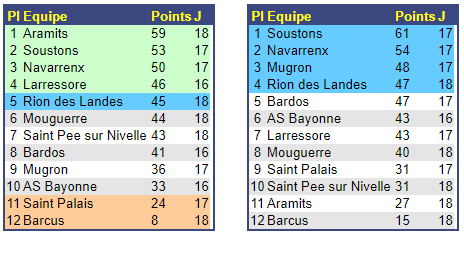 Pl Equipe Points J
1 Aramits 59 18
2 Soustons 53 17
3 Navarrenx 50 17
4 Larressore 46 16
5 Rion des Landes 45 18
6 Mouguerre 44 18
7 Saint Pee sur Nivelle 43 18
8 Bardos 41 16
9 Mugron 36 17
10 AS Bayonne 33 16
11 Saint Palais 24 17
12 Barcus 8 18
Pl Equipe Points J
1 Soustons 61 17
2 Navarrenx 54 17
3 Mugron 48 17
4 Rion des Landes 47 18
5 Bardos 47 17
6 AS Bayonne 43 16
7 Larressore 43 17
8 Mouguerre 40 18
9 Saint Palais 31 17
10 Saint Pee sur Nivelle 31 18
11 Aramits 27 18
12 Barcus 15 18